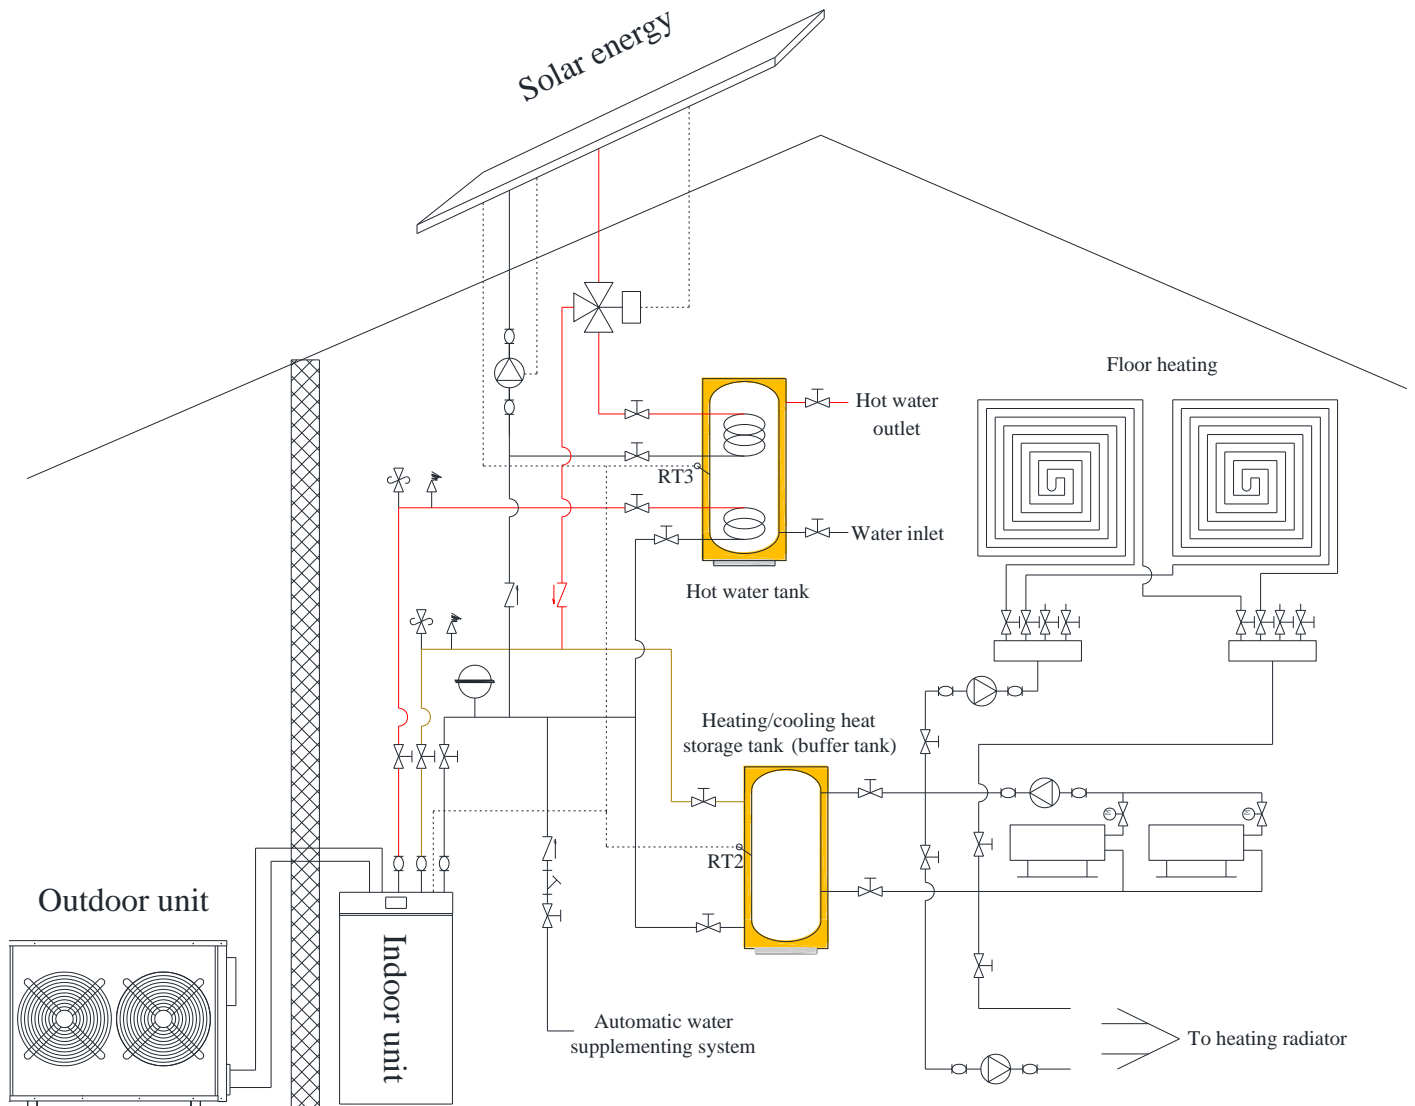 Solar energy
Floor heating
Hot water
outlet
RT3
Water inlet
Hot water tank
Heating/cooling heat
storage tank (buffer tank)
RT2
Outdoor unit
Indoor unit
Automatic water
supplementing system
To heating radiator